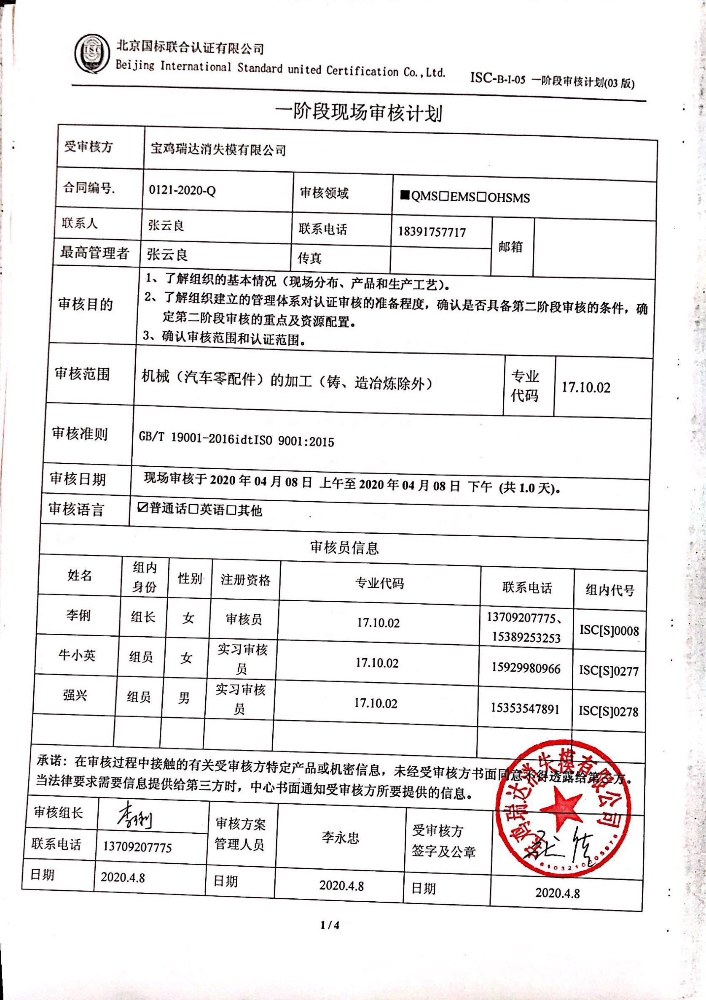 ISC
北京国标联合认证有限公司
Beijing International Standard united Certification Co.,Ltd.
ISC-B-I-05 一阶段审核计划(03 版)
一阶段现场审核计划
受审核方 宝鸡瑞达消失模有限公司
合同编号. 0121-2020-Q 审核领域 ■QMS□EMS□OHSMS
联系人 张云良 联系电话 18391757717 邮箱
最高管理者 张云良 传真
审核目的
1、了解组织的基本情况（现场分布、产品和生产工艺）。
2、了解组织建立的管理体系对认证审核的准备程度，确认是否具备第二阶段审核的条件，确
定第二阶段审核的重点及资源配置。
3、确认审核范围和认证范围。
审核范围 机械（汽车零配件）的加工（铸、造冶炼除外） 专业
代码 17.10.02
审核准则 GB/T 19001-2016idtISO 9001:2015
审核日期 现场审核于 2020 年 04 月 08 日 上午至 2020 年 04 月 08 日 下午 (共 1.0 天)。
审核语言 ☑普通话□英语□其他
审核员信息
姓名 组内
身份 性别 注册资格 专业代码 联系电话 组内代号
李俐 组长 女 审核员 17.10.02 13709207775、
15389253253 ISC[S]0008
牛小英 组员 女 实习审核
员 17.10.02 15929980966 ISC[S]0277
强兴 组员 男 实习审核
员 17.10.02 15353547891 ISC[S]0278
承诺：在审核过程中接触的有关受审核方特定产品或机密信息，未经受审核方书面同意不得透露给第三方。
当法律要求需要信息提供给第三方时，中心书面通知受审核方所要提供的信息。
审核组长 李俐 审核方案
管理人员 李永忠 受审核方
签字及公章
宝鸡瑞达消失模有限公司
联系电话 13709207775
日期 2020.4.8 日期 2020.4.8 日期 2020.4.8
1 / 4